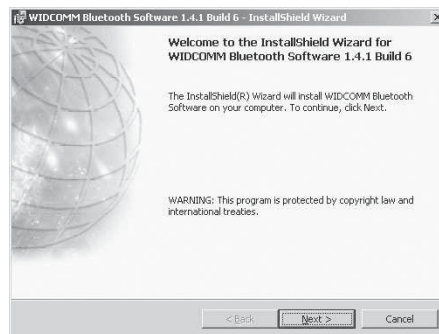 WIDCOMM Bluetooth Software 1.4.1 Build 6 - InstallShield Wizard
Welcome to the InstallShield Wizard for
WIDCOMM Bluetooth Software 1.4.1 Build 6
The InstallShield(R) Wizard will install WIDCOMM Bluetooth
Software on your computer. To continue, click Next.
WARNING: This program is protected by copyright law and
international treaties.
< Back
Next >
Cancel